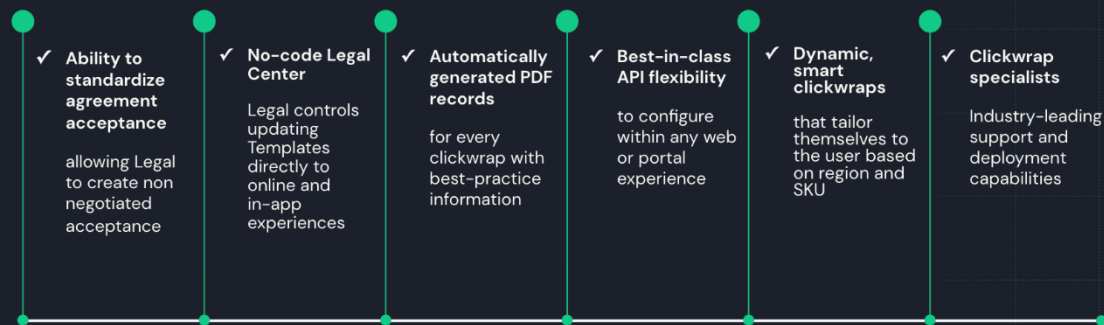 ✓ Ability to
standardize
agreement
acceptance
allowing Legal
to create non
negotiated
acceptance
✓ No-code Legal
Center
Legal controls
updating
Templates
directly to
online and
in-app
experiences
✓ Automatically
generated PDF
records
for every
clickwrap with
best-practice
information
✓ Best-in-class
API flexibility
to configure
within any web
or portal
experience
✓ Dynamic,
smart
clickwraps
that tailor
themselves to
the user based
on region and
SKU
✓ Clickwrap
specialists
Industry-leading
support and
deployment
capabilities